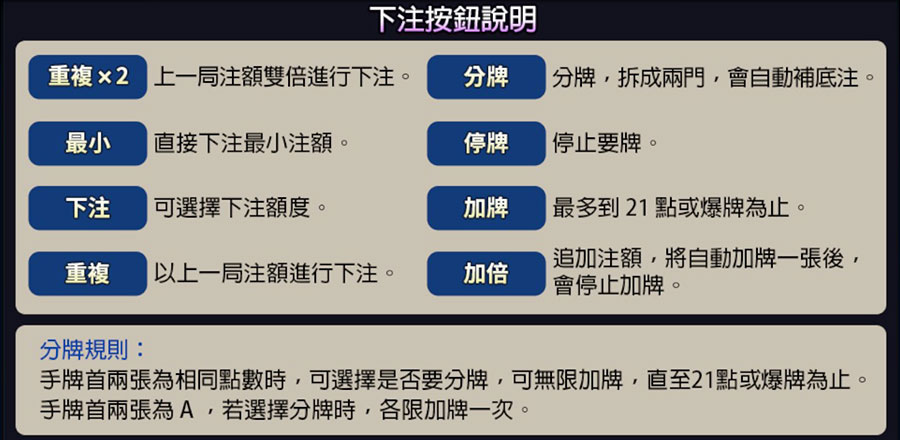 下注按鈕說明
重複×2 上一局注額雙倍進行下注。
分牌 分牌，拆成兩門，會自動補底注。
最小 直接下注最小注額。
停牌 停止要牌。
下注 可選擇下注額度。
加牌 最多到 21 點或爆牌為止。
重複 以上一局注額進行下注。
加倍 追加注額，將自動加牌一張後，
會停止加牌。
分牌規則：
手牌首兩張為相同點數時，可選擇是否要分牌，可無限加牌，直至21點或爆牌為止。
手牌首兩張為 A ，若選擇分牌時，各限加牌一次。